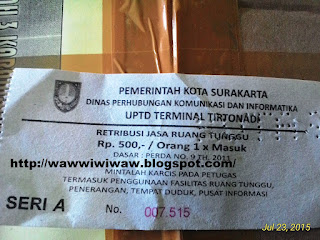 PEMERINTAH KOTA SURAKARTA
DINAS PERHUBUNGAN KOMUNIKASI DAN INFORMATIKA
UPTD TERMINAL TIRTONADI
RETRIBUSI JASA RUANG TUNGGU
Rp. 500,- / Orang 1 x Masuk
DASAR : PERDA NO. 9 TH. 2011
http://wawwiwiwaw.blogspot.com/
MINTALAH KARCIS PADA PETUGAS
TERMASUK PENGGUNAAN FASILITAS RUANG TUNGGU,
PENERANGAN, TEMPAT DUDUK, PUSAT INFORMASI
SERI A
No. 007.515
Jul 23, 2015